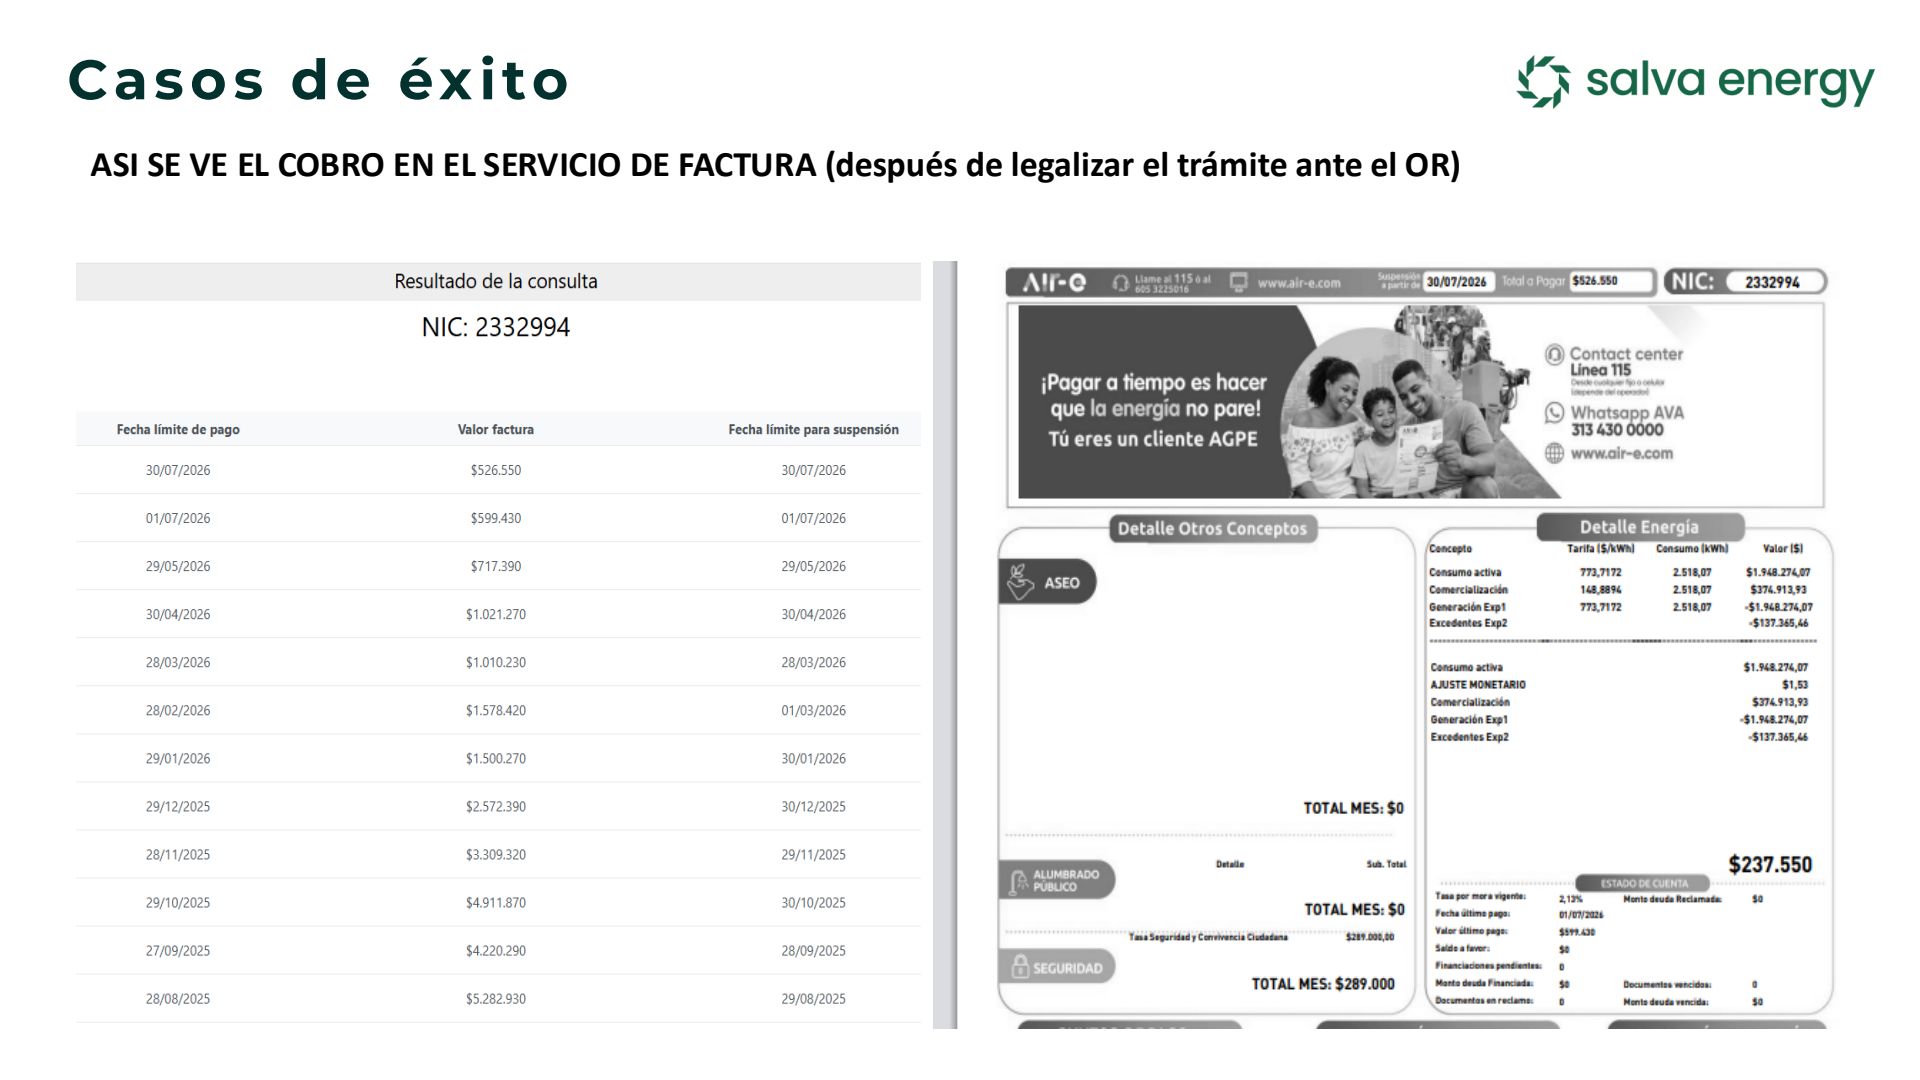 Casos de éxito
salva energy
ASI SE VE EL COBRO EN EL SERVICIO DE FACTURA (después de legalizar el trámite ante el OR)
Resultado de la consulta
NIC: 2332994
Fecha límite de pago Valor factura Fecha límite para suspensión
30/07/2026 $526.550 30/07/2026
01/07/2026 $599.430 01/07/2026
29/05/2026 $717.390 29/05/2026
30/04/2026 $1.021.270 30/04/2026
28/03/2026 $1.010.230 28/03/2026
28/02/2026 $1.578.420 01/03/2026
29/01/2026 $1.500.270 30/01/2026
29/12/2025 $2.572.390 30/12/2025
28/11/2025 $3.309.320 29/11/2025
29/10/2025 $4.911.870 30/10/2025
27/09/2025 $4.220.290 28/09/2025
28/08/2025 $5.282.930 29/08/2025
AIr-e
Llame al 115 ó al
605 3225016
www.air-e.com
Suspensión
a partir de
30/07/2026
Total a Pagar $526.550
NIC: 2332994
¡Pagar a tiempo es hacer
que la energía no pare!
Tú eres un cliente AGPE
Contact center
Línea 115
Desde cualquier fijo o celular
(depende del operador)
Whatsapp AVA
313 430 0000
www.air-e.com
Detalle Otros Conceptos
ASEO
TOTAL MES: $0
ALUMBRADO
PÚBLICO
Detalle Sub. Total
TOTAL MES: $0
Tasa Seguridad y Convivencia Ciudadana $289.000,00
SEGURIDAD
TOTAL MES: $289.000
Detalle Energía
Concepto Tarifa ($/kWh) Consumo (kWh) Valor ($)
Consumo activa 773,7172 2.518,07 $1.948.274,07
Comercialización 148,8894 2.518,07 $374.913,93
Generación Exp1 773,7172 2.518,07 -$1.948.274,07
Excedentes Exp2 -$137.365,46
Consumo activa $1.948.274,07
AJUSTE MONETARIO $1,53
Comercialización $374.913,93
Generación Exp1 -$1.948.274,07
Excedentes Exp2 -$137.365,46
$237.550
ESTADO DE CUENTA
Tasa por mora vigente: 2,13% Monto deuda Reclamada: $0
Fecha último pago: 01/07/2026
Valor último pago: $599.430
Saldo a favor: $0
Financiaciones pendientes: 0
Monto deuda Financiada: $0 Documentos vencidos: 0
Documentos en reclamo: 0 Monto deuda vencida: $0